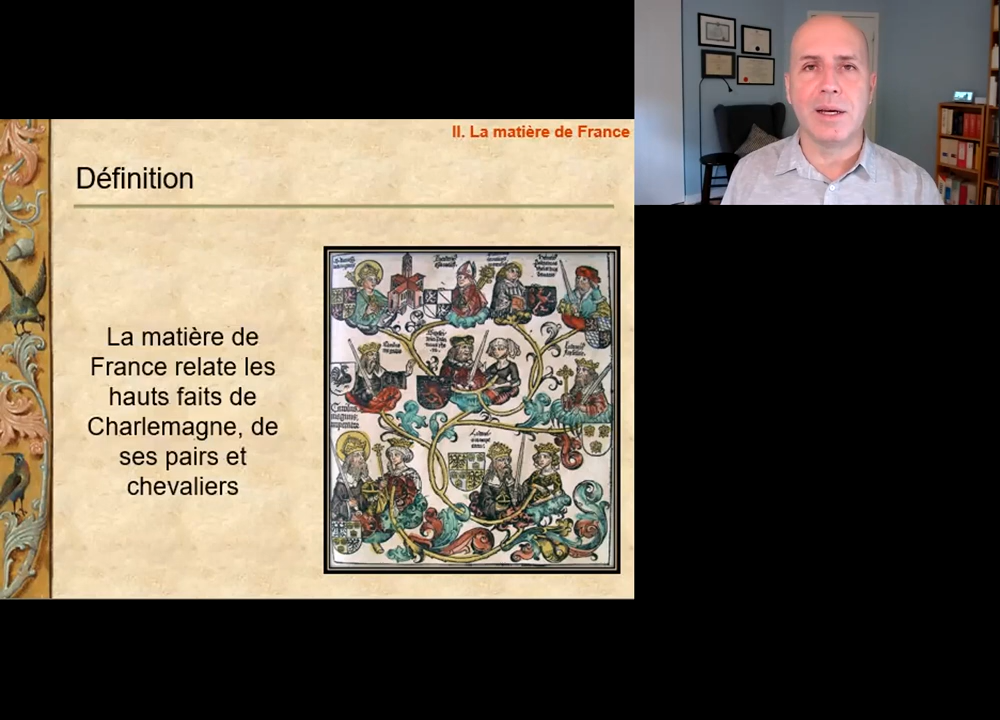 II. La matière de France
Définition
La matière de
France relate les
hauts faits de
Charlemagne, de
ses pairs et
chevaliers